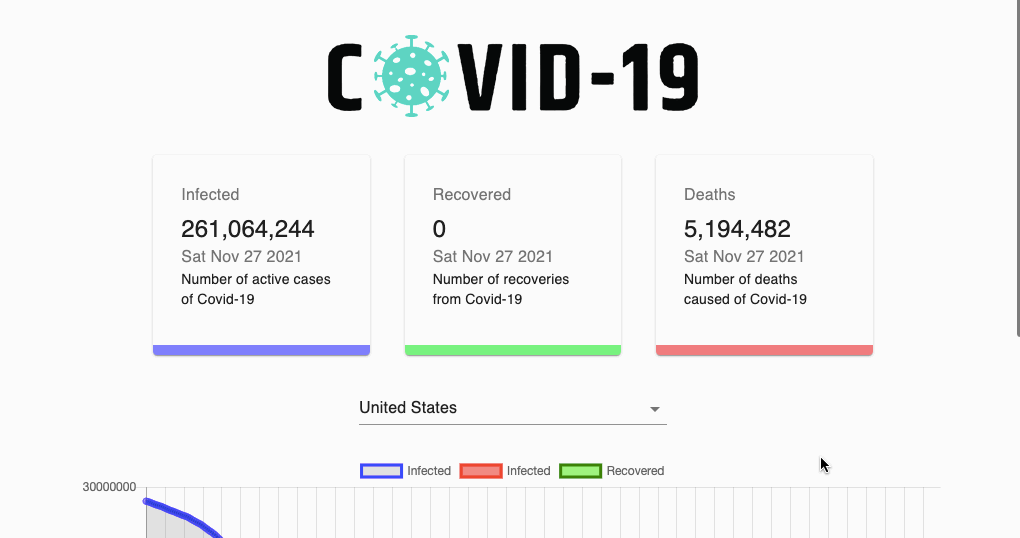 COVID-19
Infected
261,064,244
Sat Nov 27 2021
Number of active cases
of Covid-19
Recovered
0
Sat Nov 27 2021
Number of recoveries
from Covid-19
Deaths
5,194,482
Sat Nov 27 2021
Number of deaths
caused of Covid-19
United States
Infected Infected Recovered
30000000